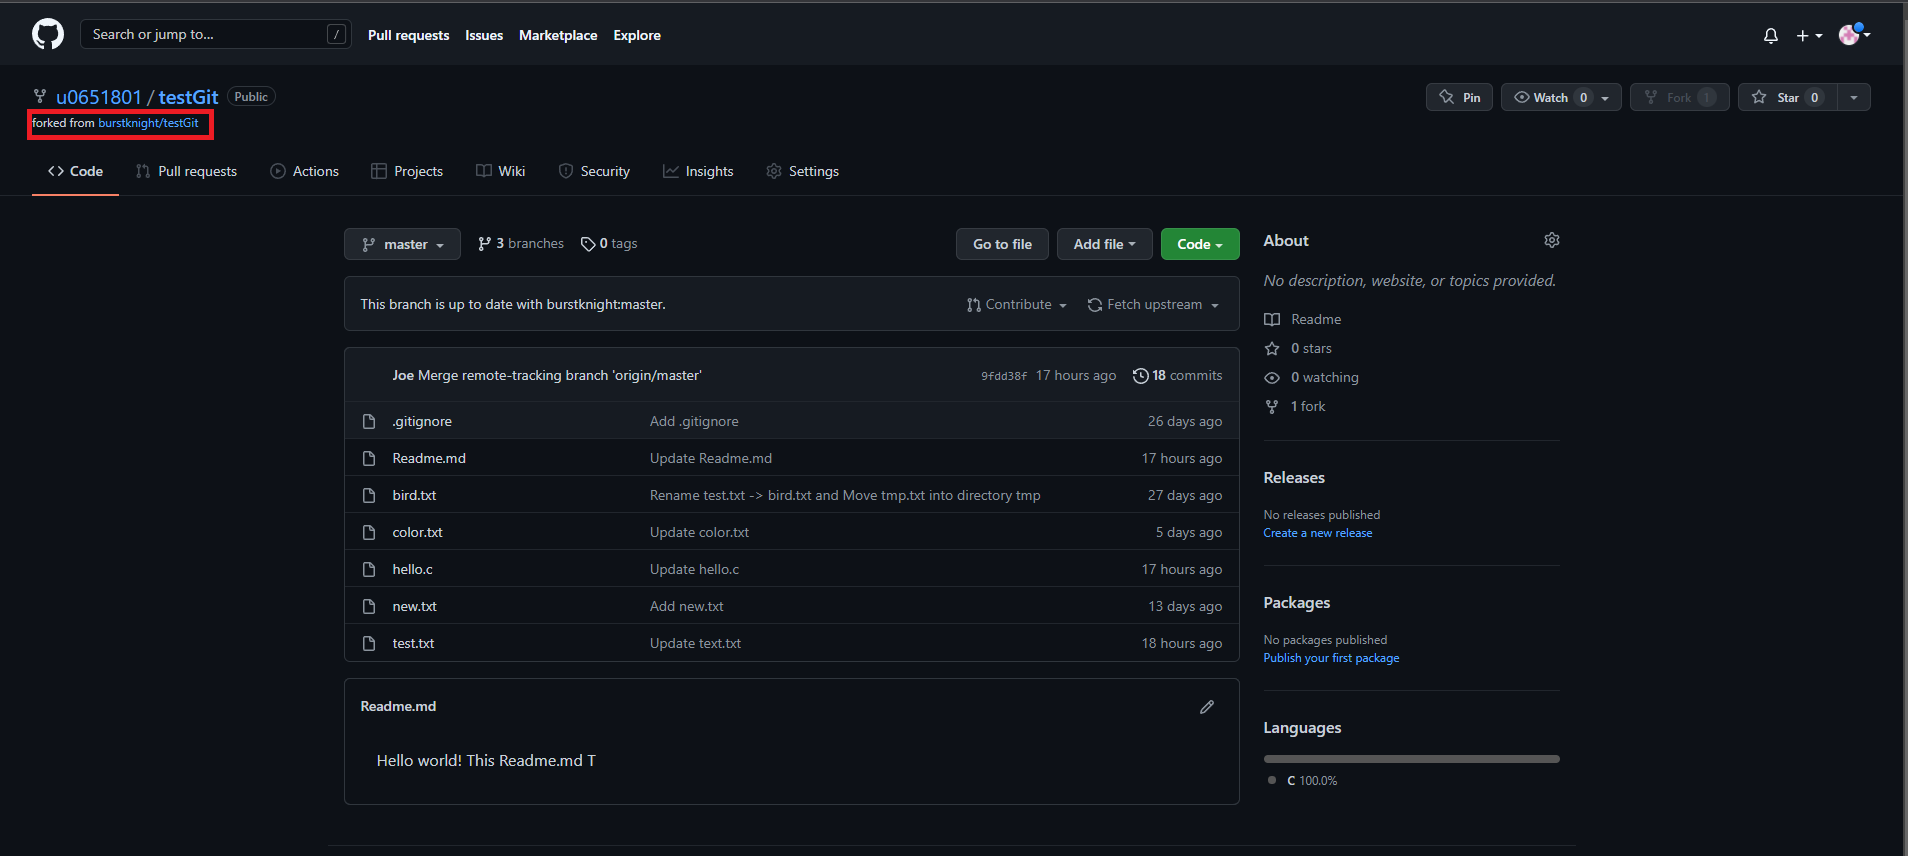 Search or jump to... /
Pull requests Issues Marketplace Explore
u0651801 / testGit Public
Pin Watch 0 Fork 1 Star 0
forked from burstknight/testGit
Code Pull requests Actions Projects Wiki Security Insights Settings
master 3 branches 0 tags
Go to file Add file Code
This branch is up to date with burstknight:master.
Contribute Fetch upstream
Joe Merge remote-tracking branch 'origin/master' 9fdd38f 17 hours ago 18 commits
.gitignore Add .gitignore 26 days ago
Readme.md Update Readme.md 17 hours ago
bird.txt Rename test.txt -> bird.txt and Move tmp.txt into directory tmp 27 days ago
color.txt Update color.txt 5 days ago
hello.c Update hello.c 17 hours ago
new.txt Add new.txt 13 days ago
test.txt Update text.txt 18 hours ago
Readme.md
Hello world! This Readme.md T
About
No description, website, or topics provided.
Readme
0 stars
0 watching
1 fork
Releases
No releases published
Create a new release
Packages
No packages published
Publish your first package
Languages
C 100.0%